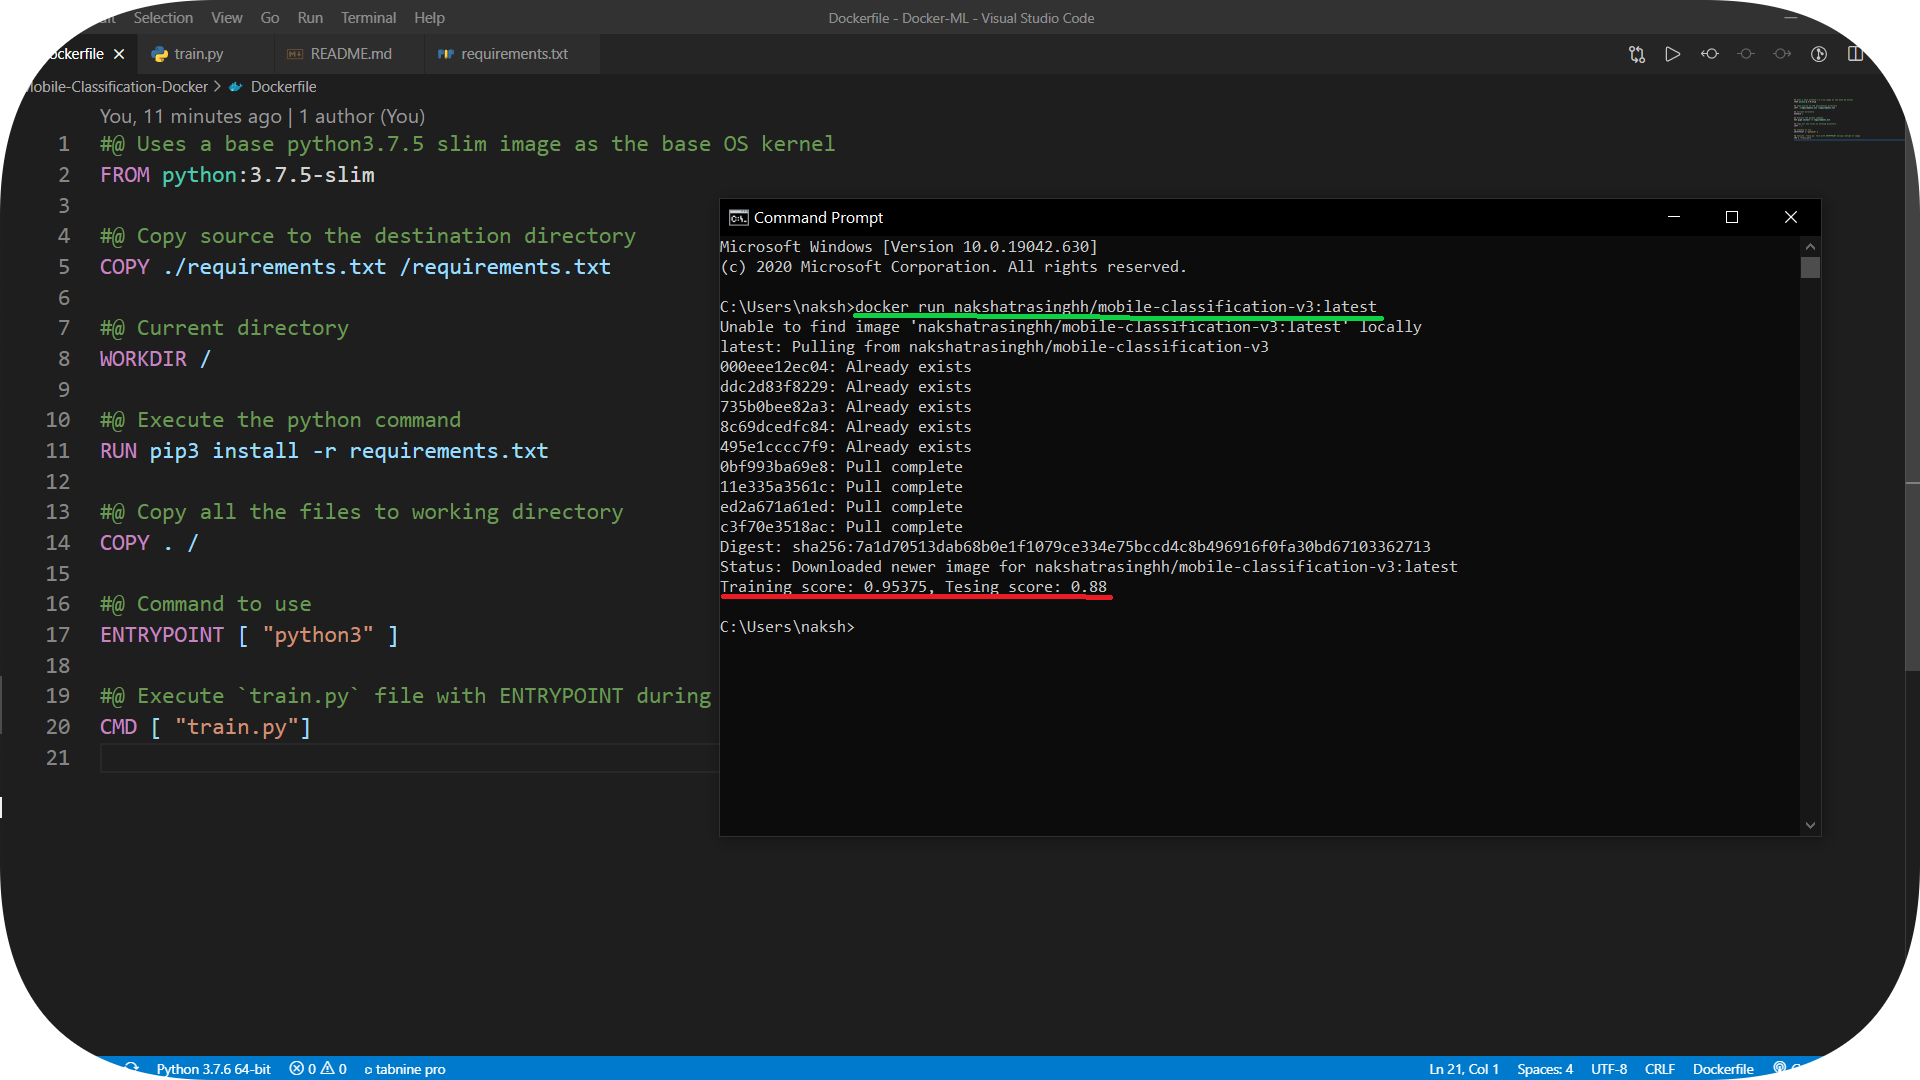 Selection View Go Run Terminal Help Dockerfile - Docker-ML - Visual Studio Code
ockerfile train.py README.md requirements.txt
obile-Classification-Docker > Dockerfile
You, 11 minutes ago | 1 author (You)
1 #@ Uses a base python3.7.5 slim image as the base OS kernel
2 FROM python:3.7.5-slim
3
4 #@ Copy source to the destination directory
5 COPY ./requirements.txt /requirements.txt
6
7 #@ Current directory
8 WORKDIR /
9
10 #@ Execute the python command
11 RUN pip3 install -r requirements.txt
12
13 #@ Copy all the files to working directory
14 COPY . /
15
16 #@ Command to use
17 ENTRYPOINT [ "python3" ]
18
19 #@ Execute `train.py` file with ENTRYPOINT during
20 CMD [ "train.py"]
21
Command Prompt
Microsoft Windows [Version 10.0.19042.630]
(c) 2020 Microsoft Corporation. All rights reserved.
C:\Users\naksh>docker run nakshatrasinghh/mobile-classification-v3:latest
Unable to find image 'nakshatrasinghh/mobile-classification-v3:latest' locally
latest: Pulling from nakshatrasinghh/mobile-classification-v3
000eee12ec04: Already exists
ddc2d83f8229: Already exists
735b0bee82a3: Already exists
8c69dcedfc84: Already exists
495e1cccc7f9: Already exists
0bf993ba69e8: Pull complete
11e335a3561c: Pull complete
ed2a671a61ed: Pull complete
c3f70e3518ac: Pull complete
Digest: sha256:7a1d70513dab68b0e1f1079ce334e75bccd4c8b496916f0fa30bd67103362713
Status: Downloaded newer image for nakshatrasinghh/mobile-classification-v3:latest
Training score: 0.95375, Tesing score: 0.88
C:\Users\naksh>
Python 3.7.6 64-bit 0 0 tabnine pro Ln 21, Col 1 Spaces: 4 UTF-8 CRLF Dockerfile